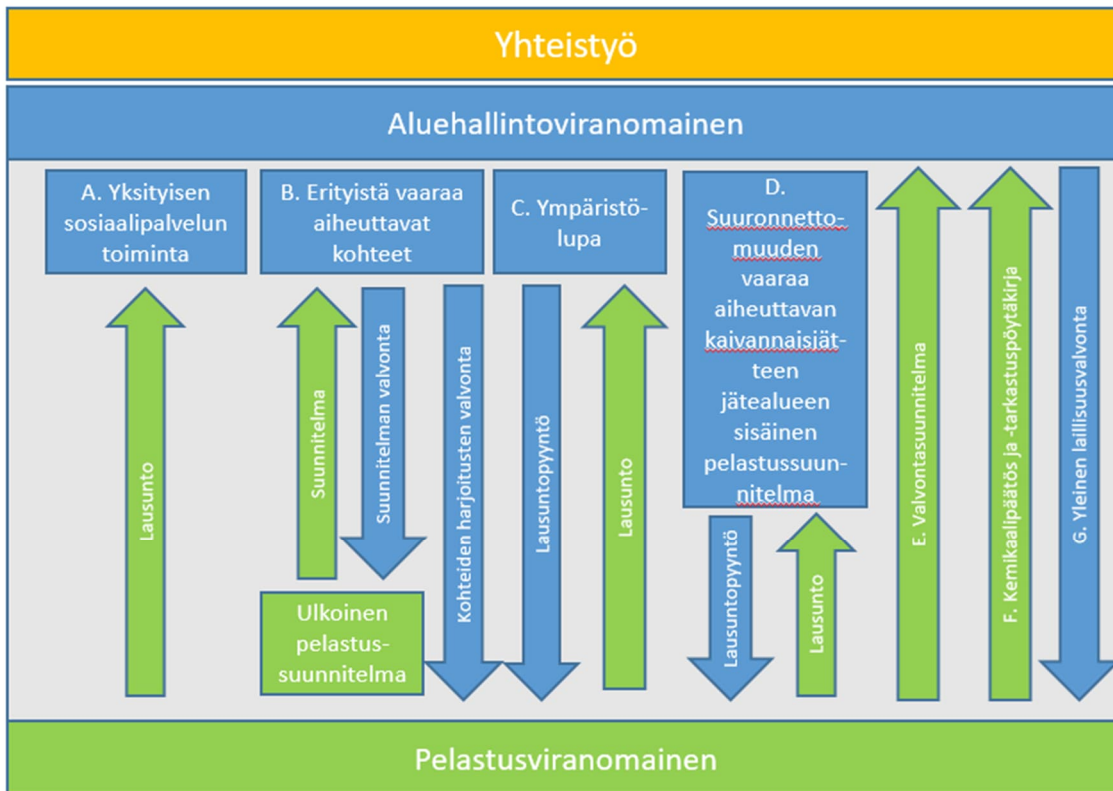 Yhteistyö
Aluehallintoviranomainen
A. Yksityisen
sosiaalipalvelun
toiminta
B. Erityistä vaaraa
aiheuttavat
kohteet
C. Ympäristö-
lupa
D.
Suuronnetto-
muuden
vaaraa
aiheuttavan
kaivannaisjät-
teen
jätealueen
sisäinen
pelastussuun-
nitelma
Lausunto
Suunnitelma
Suunnitelman valvonta
Kohteiden harjoitusten valvonta
Lausuntopyyntö
Lausunto
Lausuntopyyntö
Lausunto
E. Valvontasuunnitelma
F. Kemikaalipäätös ja -tarkastuspöytäkirja
G. Yleinen laillisuusvalvonta
Ulkoinen
pelastus-
suunnitelma
Pelastusviranomainen